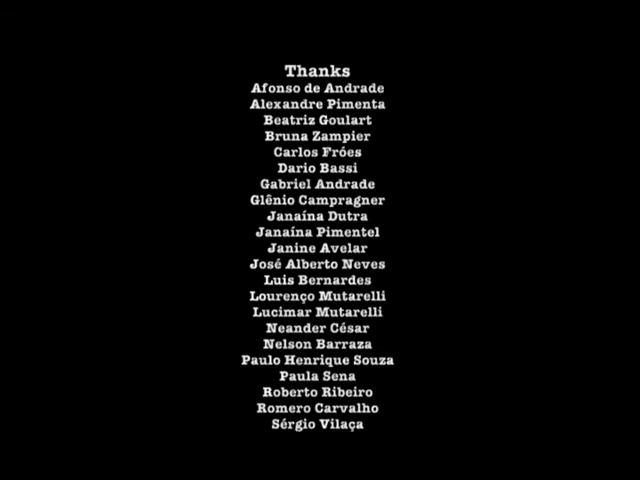 Thanks
Afonso de Andrade
Alexandre Pimenta
Beatriz Goulart
Bruna Zampier
Carlos Fróes
Dario Bassi
Gabriel Andrade
Glênio Campragner
Janaína Dutra
Janaína Pimentel
Janine Avelar
José Alberto Neves
Luis Bernardes
Lourenço Mutarelli
Lucimar Mutarelli
Neander César
Nelson Barraza
Paulo Henrique Souza
Paula Sena
Roberto Ribeiro
Romero Carvalho
Sérgio Vilaça